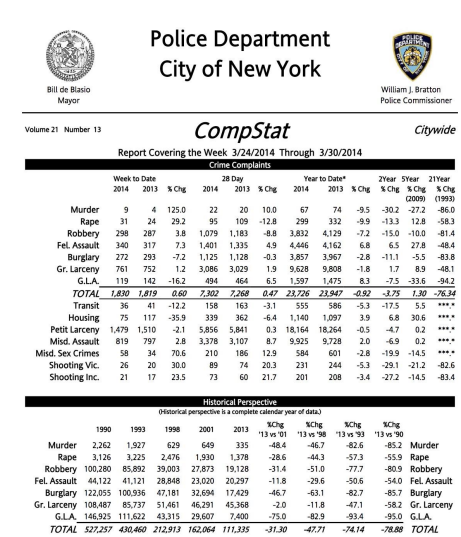 Police Department
City of New York
Bill de Blasio
Mayor
William J. Bratton
Police Commissioner
Volume 21 Number 13
CompStat
Citywide
Report Covering the Week 3/24/2014 Through 3/30/2014
Crime Complaints
Week to Date 28 Day Year to Date* 2Year 5Year 21Year
2014 2013 % Chg 2014 2013 % Chg 2014 2013 % Chg % Chg % Chg % Chg
(2009) (1993)
Murder 9 4 125.0 22 20 10.0 67 74 -9.5 -30.2 -27.2 -86.0
Rape 31 24 29.2 95 109 -12.8 299 332 -9.9 -13.3 12.8 -58.3
Robbery 298 287 3.8 1,079 1,183 -8.8 3,832 4,129 -7.2 -15.0 -10.0 -81.4
Fel. Assault 340 317 7.3 1,401 1,335 4.9 4,446 4,162 6.8 6.5 27.8 -48.4
Burglary 272 293 -7.2 1,125 1,128 -0.3 3,857 3,967 -2.8 -11.1 -5.5 -83.8
Gr. Larceny 761 752 1.2 3,086 3,029 1.9 9,628 9,808 -1.8 1.7 8.9 -48.1
G.L.A. 119 142 -16.2 494 464 6.5 1,597 1,475 8.3 -7.5 -33.6 -94.2
TOTAL 1,830 1,819 0.60 7,302 7,268 0.47 23,726 23,947 -0.92 -3.75 1.30 -76.34
Transit 36 41 -12.2 158 163 -3.1 555 586 -5.3 -17.5 5.5 ***.*
Housing 75 117 -35.9 339 362 -6.4 1,140 1,097 3.9 6.8 30.6 ***.*
Petit Larceny 1,479 1,510 -2.1 5,856 5,841 0.3 18,164 18,264 -0.5 -4.7 0.2 ***.*
Misd. Assault 819 797 2.8 3,378 3,107 8.7 9,925 9,728 2.0 -6.9 0.2 ***.*
Misd. Sex Crimes 58 34 70.6 210 186 12.9 584 601 -2.8 -19.9 -14.5 ***.*
Shooting Vic. 26 20 30.0 89 74 20.3 231 244 -5.3 -29.1 -21.2 -82.6
Shooting Inc. 21 17 23.5 73 60 21.7 201 208 -3.4 -27.2 -14.5 -83.4
Historical Perspective
(Historical perspective is a complete calendar year of data.)
1990 1993 1998 2001 2013 %Chg %Chg %Chg %Chg
'13 vs '01 '13 vs '98 '13 vs '93 '13 vs '90
Murder 2,262 1,927 629 649 335 -48.4 -46.7 -82.6 -85.2 Murder
Rape 3,126 3,225 2,476 1,930 1,378 -28.6 -44.3 -57.3 -55.9 Rape
Robbery 100,280 85,892 39,003 27,873 19,128 -31.4 -51.0 -77.7 -80.9 Robbery
Fel. Assault 44,122 41,121 28,848 23,020 20,297 -11.8 -29.6 -50.6 -54.0 Fel. Assault
Burglary 122,055 100,936 47,181 32,694 17,429 -46.7 -63.1 -82.7 -85.7 Burglary
Gr. Larceny 108,487 85,737 51,461 46,291 45,368 -2.0 -11.8 -47.1 -58.2 Gr. Larceny
G.L.A. 146,925 111,622 43,315 29,607 7,400 -75.0 -82.9 -93.4 -95.0 G.L.A.
TOTAL 527,257 430,460 212,913 162,064 111,335 -31.30 -47.71 -74.14 -78.88 TOTAL